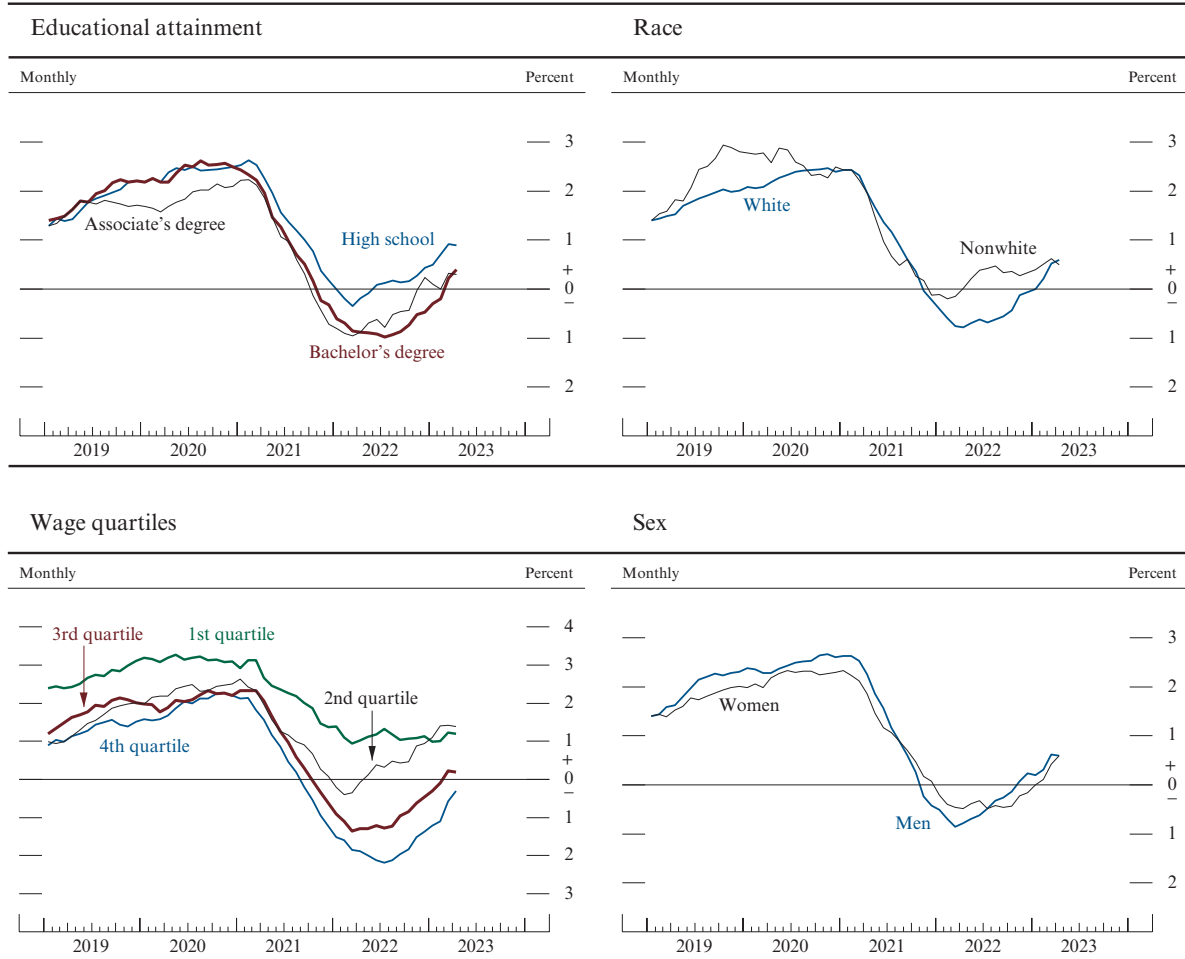 Educational attainment
Monthly Percent
3
2
1
+
0
–
1
2
Associate's degree
High school
Bachelor's degree
2019 2020 2021 2022 2023
Race
Monthly Percent
3
2
1
+
0
–
1
2
White
Nonwhite
2019 2020 2021 2022 2023
Wage quartiles
Monthly Percent
4
3
2
1
+
0
–
1
2
3
3rd quartile
1st quartile
2nd quartile
4th quartile
2019 2020 2021 2022 2023
Sex
Monthly Percent
3
2
1
+
0
–
1
2
Women
Men
2019 2020 2021 2022 2023